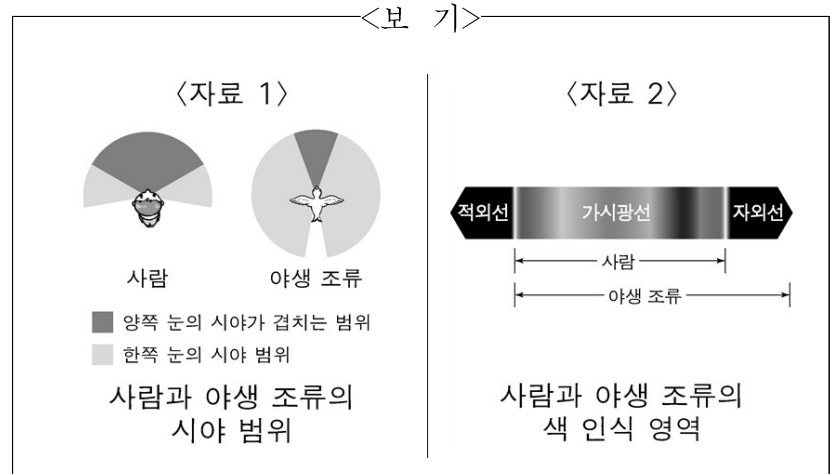 <보 기>
〈자료 1〉
사람
야생 조류
양쪽 눈의 시야가 겹치는 범위
한쪽 눈의 시야 범위
사람과 야생 조류의
시야 범위
〈자료 2〉
적외선
가시광선
자외선
사람
야생 조류
사람과 야생 조류의
색 인식 영역